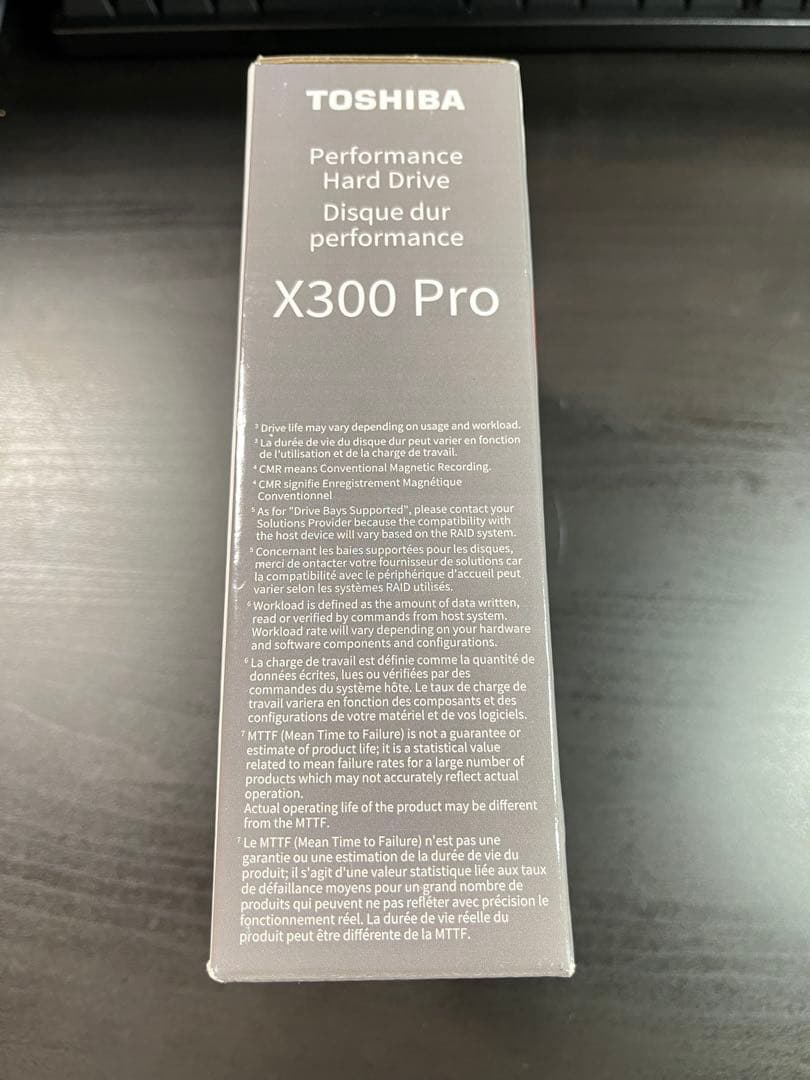 TOSHIBA
Performance
Hard Drive
Disque dur
performance
X300 Pro
³ Drive life may vary depending on usage and workload.
³ La durée de vie du disque dur peut varier en fonction
de l'utilisation et de la charge de travail.
⁴ CMR means Conventional Magnetic Recording.
⁴ CMR signifie Enregistrement Magnétique
Conventionnel
⁵ As for "Drive Bays Supported", please contact your
Solutions Provider because the compatibility with
the host device will vary based on the RAID system.
⁵ Concernant les baies supportées pour les disques,
merci de ontacter votre fournisseur de solutions car
la compatibilité avec le périphérique d'accueil peut
varier selon les systèmes RAID utilisés.
⁶ Workload is defined as the amount of data written,
read or verified by commands from host system.
Workload rate will vary depending on your hardware
and software components and configurations.
⁶ La charge de travail est définie comme la quantité de
données écrites, lues ou vérifiées par des
commandes du système hôte. Le taux de charge de
travail variera en fonction des composants et des
configurations de votre matériel et de vos logiciels.
⁷ MTTF (Mean Time to Failure) is not a guarantee or
estimate of product life; it is a statistical value
related to mean failure rates for a large number of
products which may not accurately reflect actual
operation.
Actual operating life of the product may be different
from the MTTF.
⁷ Le MTTF (Mean Time to Failure) n'est pas une
garantie ou une estimation de la durée de vie du
produit; il s'agit d'une valeur statistique liée aux taux
de défaillance moyens pour un grand nombre de
produits qui peuvent ne pas refléter avec précision le
fonctionnement réel. La durée de vie réelle du
produit peut être différente de la MTTF.